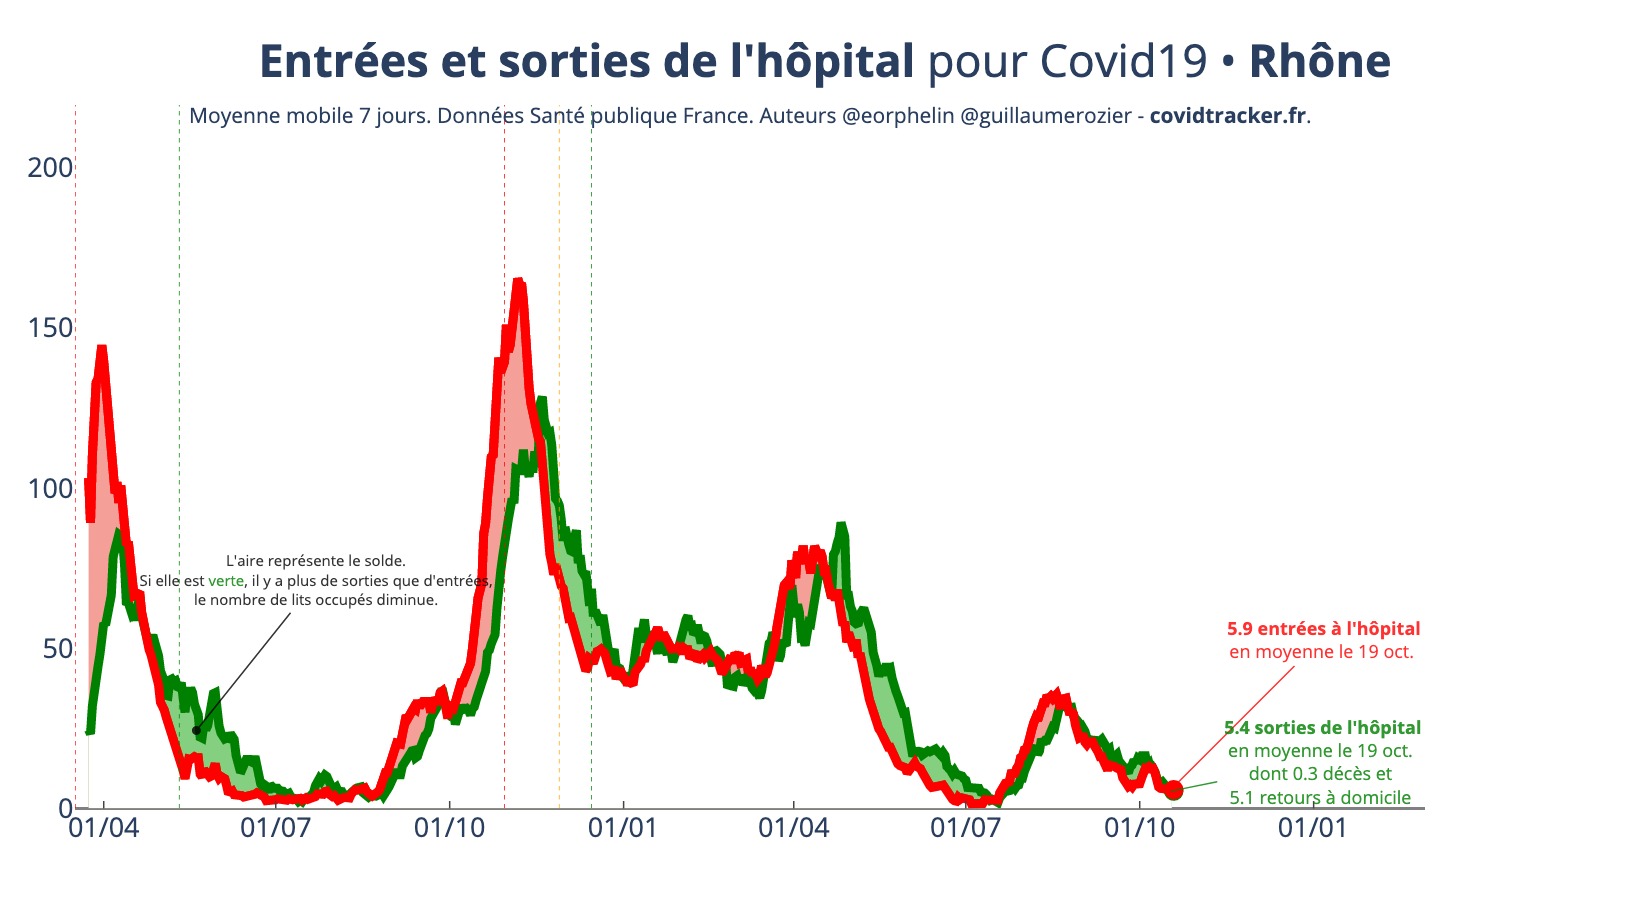 Entrées et sorties de l'hôpital pour Covid19 • Rhône
Moyenne mobile 7 jours. Données Santé publique France. Auteurs @eorphelin @guillaumerozier - covidtracker.fr.
200
150
100
50
0
L'aire représente le solde.
Si elle est verte, il y a plus de sorties que d'entrées,
le nombre de lits occupés diminue.
5.9 entrées à l'hôpital
en moyenne le 19 oct.
5.4 sorties de l'hôpital
en moyenne le 19 oct.
dont 0.3 décès et
5.1 retours à domicile
01/04 01/07 01/10 01/01 01/04 01/07 01/10 01/01